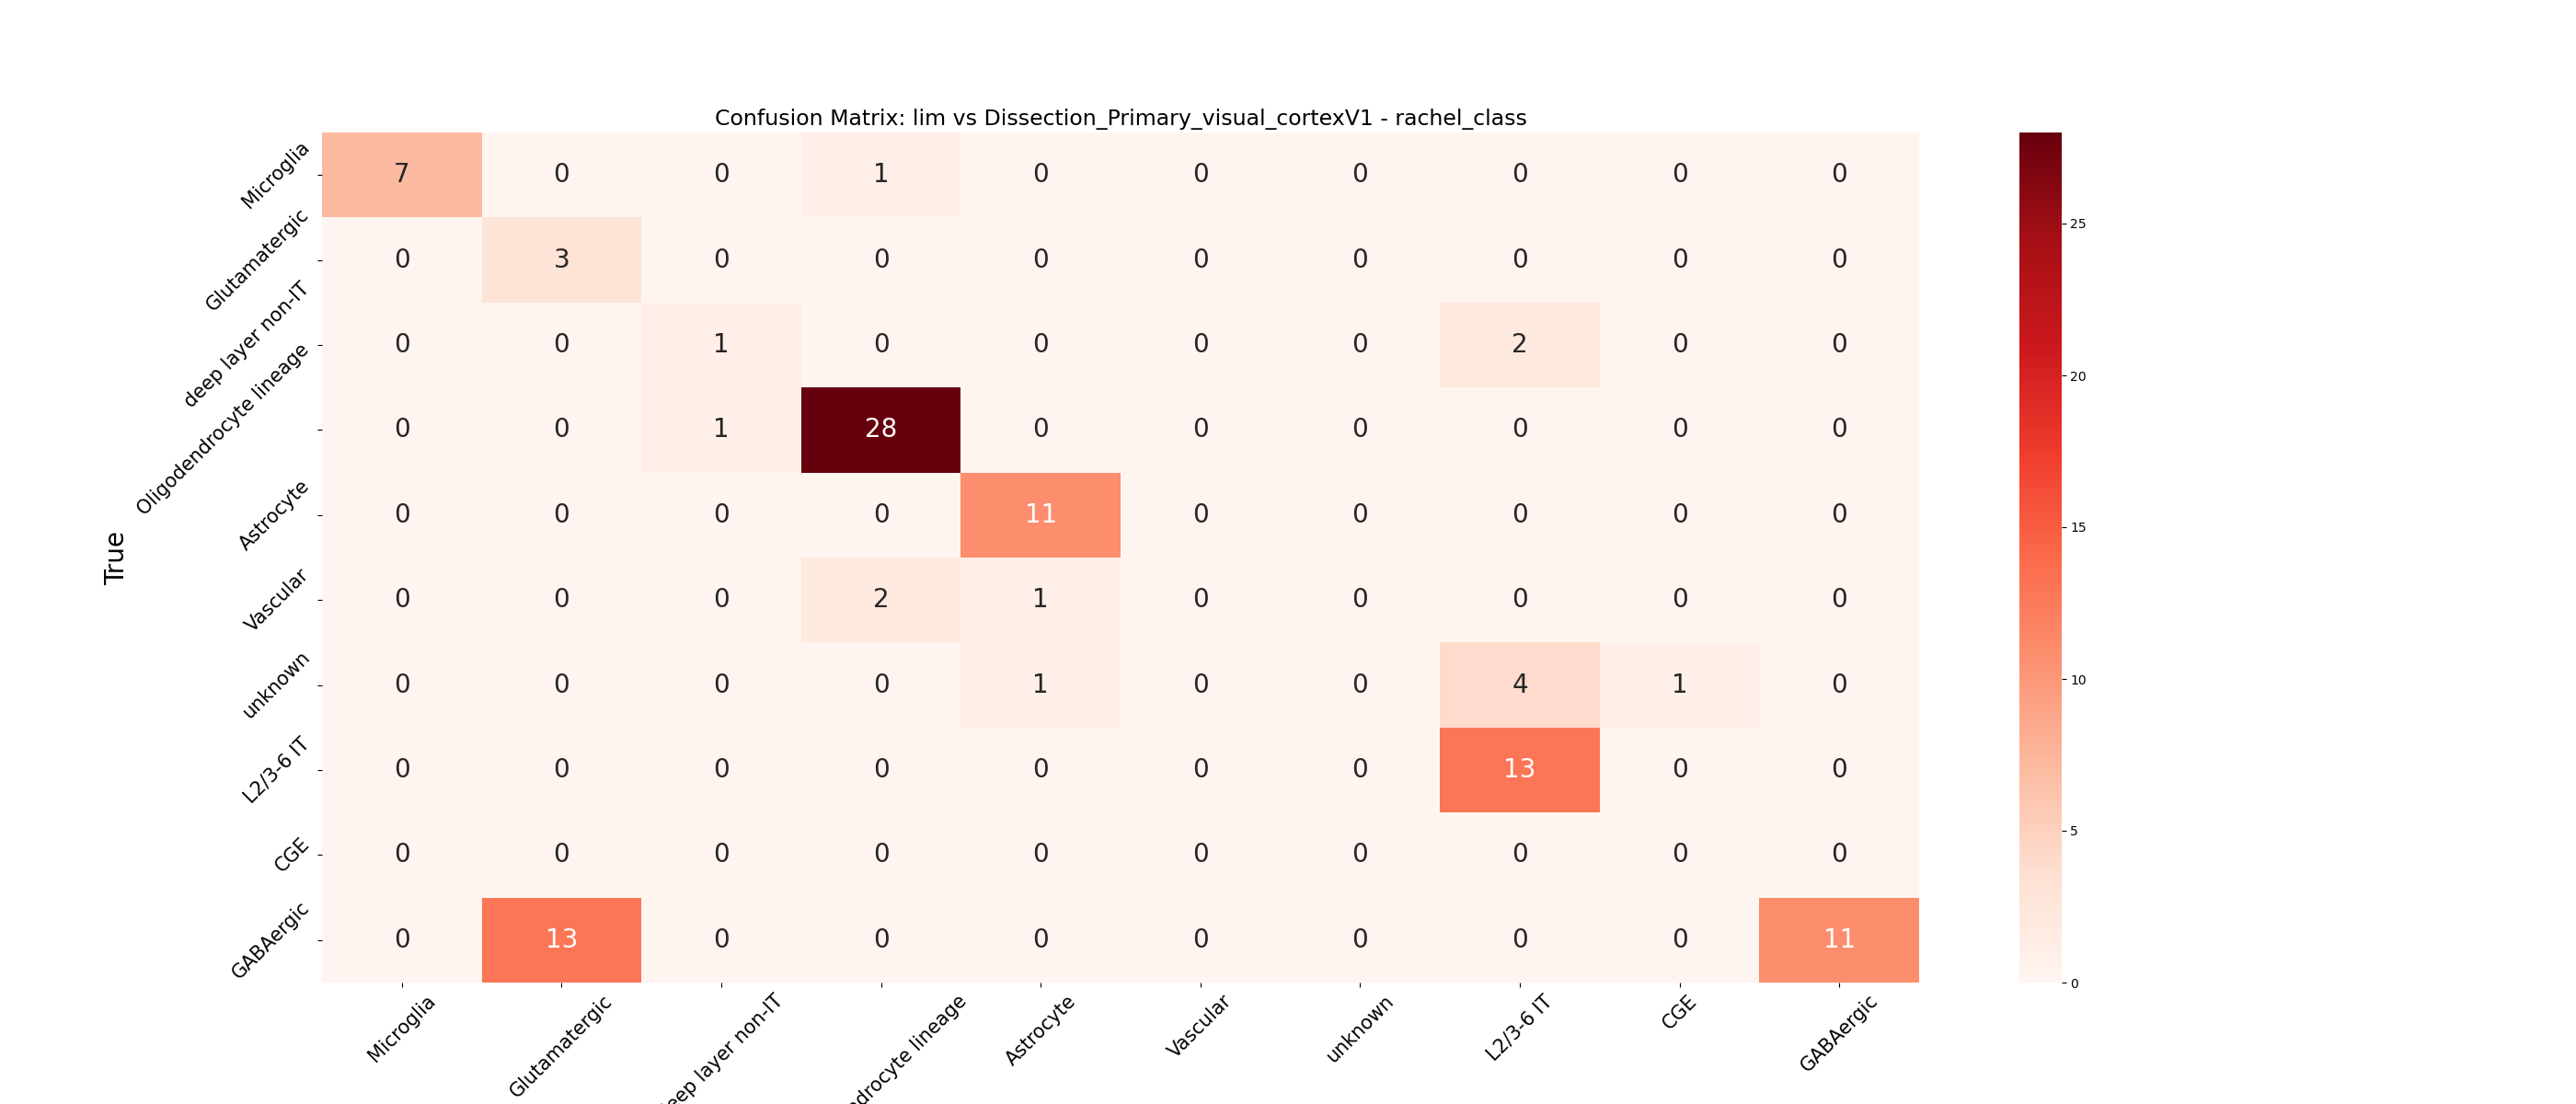 Confusion Matrix: lim vs Dissection_Primary_visual_cortexV1 - rachel_class
Microglia 7 0 0 1 0 0 0 0 0 0
Glutamatergic 0 3 0 0 0 0 0 0 0 0
deep layer non-IT 0 0 1 0 0 0 0 2 0 0
Oligodendrocyte lineage 0 0 1 28 0 0 0 0 0 0
Astrocyte 0 0 0 0 11 0 0 0 0 0
Vascular 0 0 0 2 1 0 0 0 0 0
unknown 0 0 0 0 1 0 0 4 1 0
L2/3-6 IT 0 0 0 0 0 0 0 13 0 0
CGE 0 0 0 0 0 0 0 0 0 0
GABAergic 0 13 0 0 0 0 0 0 0 11
True
Microglia
Glutamatergic
eep layer non-IT
ndrocyte lineage
Astrocyte
Vascular
unknown
L2/3-6 IT
CGE
GABAergic
25
20
15
10
5
0